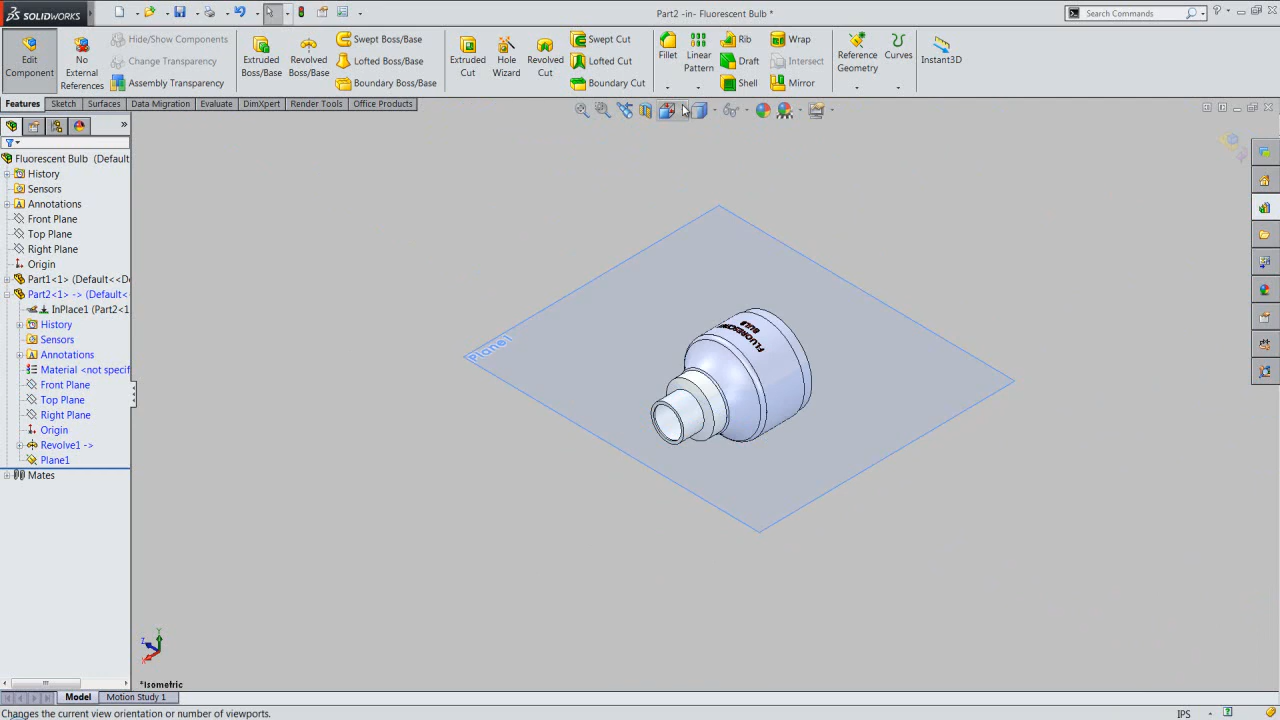 SOLIDWORKS
Part2 -in- Fluorescent Bulb *
Search Commands
Edit
Component
No
External
References
Hide/Show Components
Change Transparency
Assembly Transparency
Extruded
Boss/Base
Revolved
Boss/Base
Swept Boss/Base
Lofted Boss/Base
Boundary Boss/Base
Extruded
Cut
Hole
Wizard
Revolved
Cut
Swept Cut
Lofted Cut
Boundary Cut
Fillet
Linear
Pattern
Rib
Draft
Shell
Wrap
Intersect
Mirror
Reference
Geometry
Curves
Instant3D
Features
Sketch
Surfaces
Data Migration
Evaluate
DimXpert
Render Tools
Office Products
Fluorescent Bulb (Default
History
Sensors
Annotations
Front Plane
Top Plane
Right Plane
Origin
Part1<1> (Default<<De
Part2<1> -> (Default<
InPlace1 (Part2<1
History
Sensors
Annotations
Material <not specif
Front Plane
Top Plane
Right Plane
Origin
Revolve1 ->
Plane1
Mates
Plane1
BULB
Y
Z
X
*Isometric
Model
Motion Study 1
Changes the current view orientation or number of viewports.
IPS